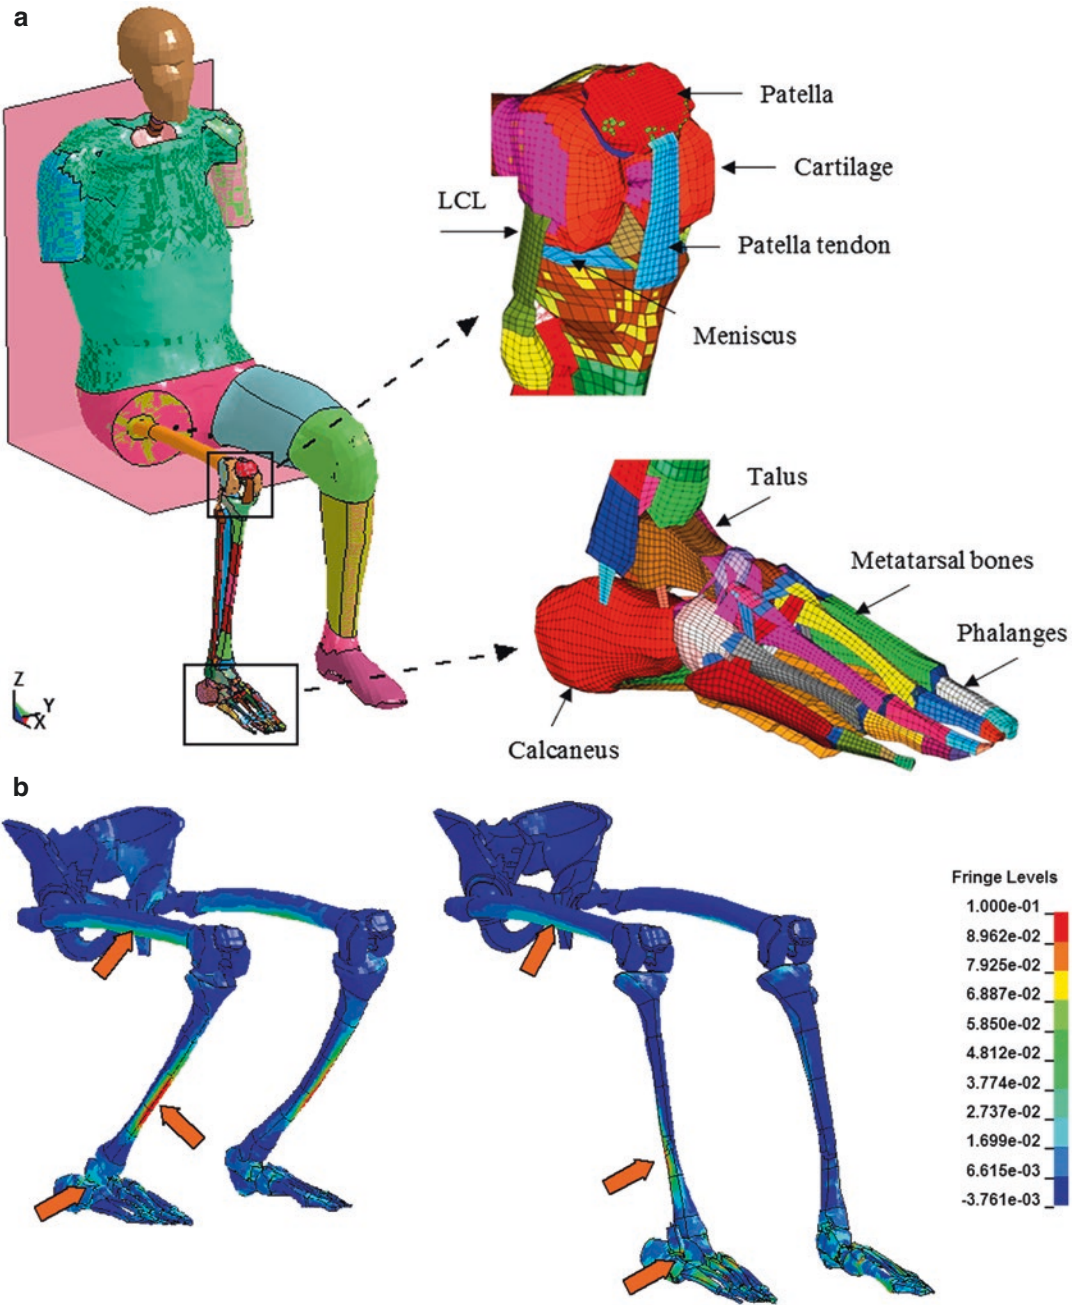 a
Patella
Cartilage
LCL
Patella tendon
Meniscus
Talus
Metatarsal bones
Phalanges
Calcaneus
Z
Y
X
b
Fringe Levels
1.000e-01
8.962e-02
7.925e-02
6.887e-02
5.850e-02
4.812e-02
3.774e-02
2.737e-02
1.699e-02
6.615e-03
-3.761e-03